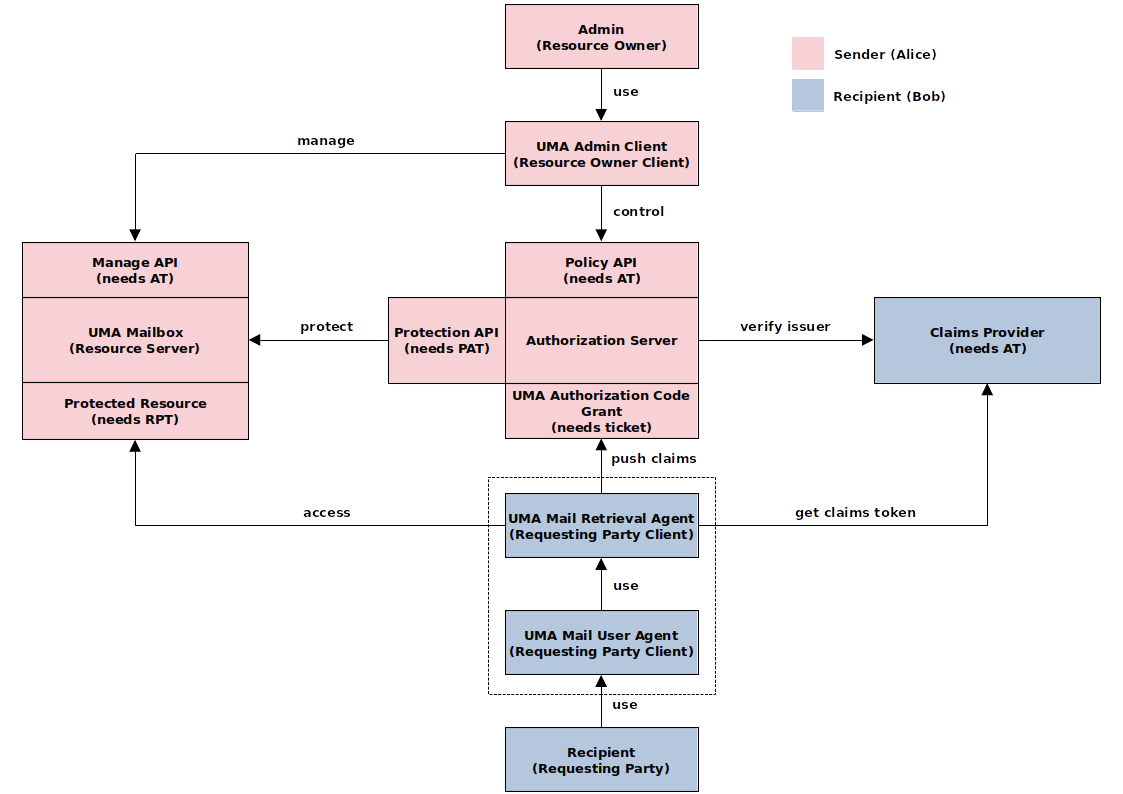 Admin
(Resource Owner)
Sender (Alice)
Recipient (Bob)
use
UMA Admin Client
(Resource Owner Client)
manage
control
Manage API
(needs AT)
Policy API
(needs AT)
UMA Mailbox
(Resource Server)
protect
Protection API
(needs PAT)
Authorization Server
verify issuer
Claims Provider
(needs AT)
Protected Resource
(needs RPT)
UMA Authorization Code
Grant
(needs ticket)
push claims
access
UMA Mail Retrieval Agent
(Requesting Party Client)
get claims token
use
UMA Mail User Agent
(Requesting Party Client)
use
Recipient
(Requesting Party)